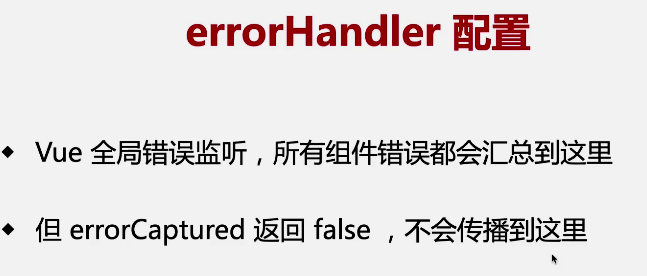 errorHandler 配置
◆ Vue 全局错误监听，所有组件错误都会汇总到这里
◆ 但 errorCaptured 返回 false ，不会传播到这里